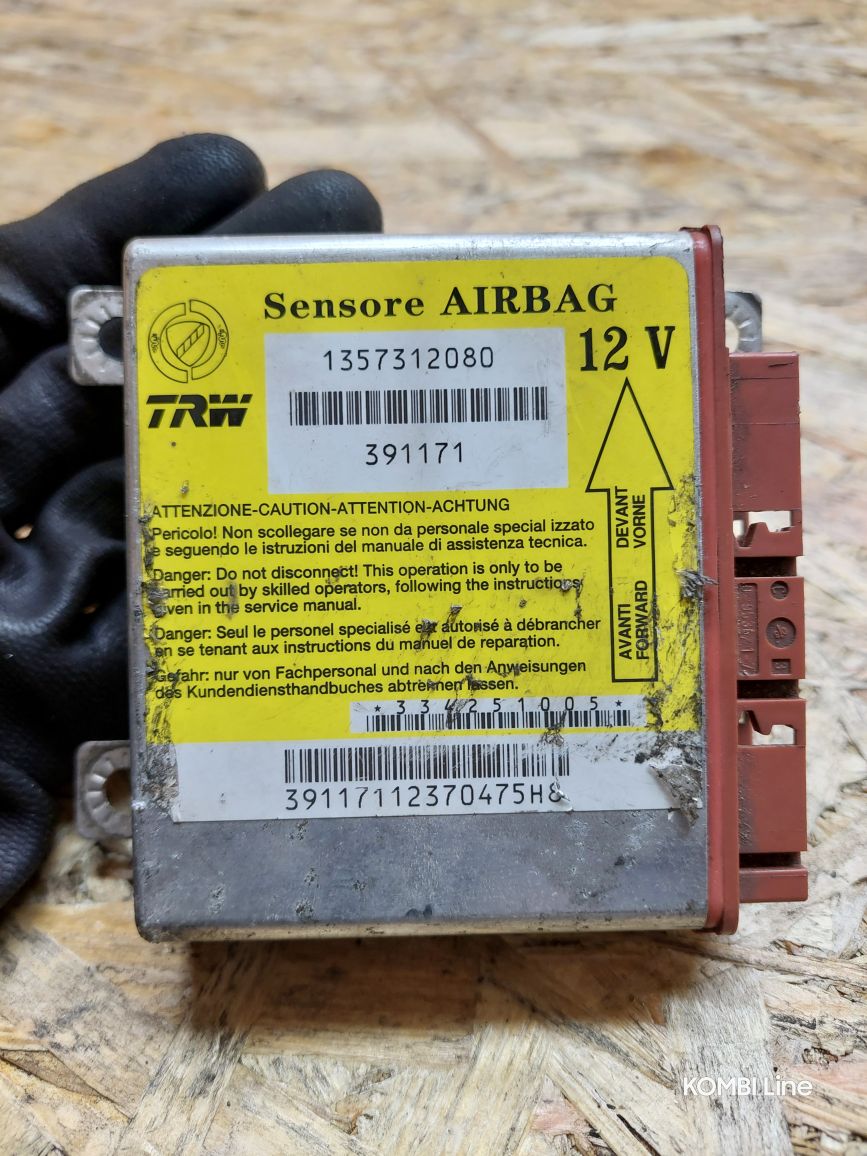 Sensore AIRBAG
12 V
TRW
1357312080
391171
ATTENZIONE-CAUTION-ATTENTION-ACHTUNG
Pericolo! Non scollegare se non da personale special izzato
e seguendo le istruzioni del manuale di assistenza tecnica.
Danger: Do not disconnect! This operation is only to be
carried out by skilled operators, following the instructions
given in the service manual.
Danger: Seul le personel specialisé est autorisé à débrancher
en se tenant aux instructions du manuel de reparation.
Gefahr: nur von Fachpersonal und nach den Anweisungen
des Kundendiensthandbuches abtrennen lassen.
AVANTI DEVANT
FORWARD VORNE
*334251005*
39117112370475H8
C
KOMBI Line